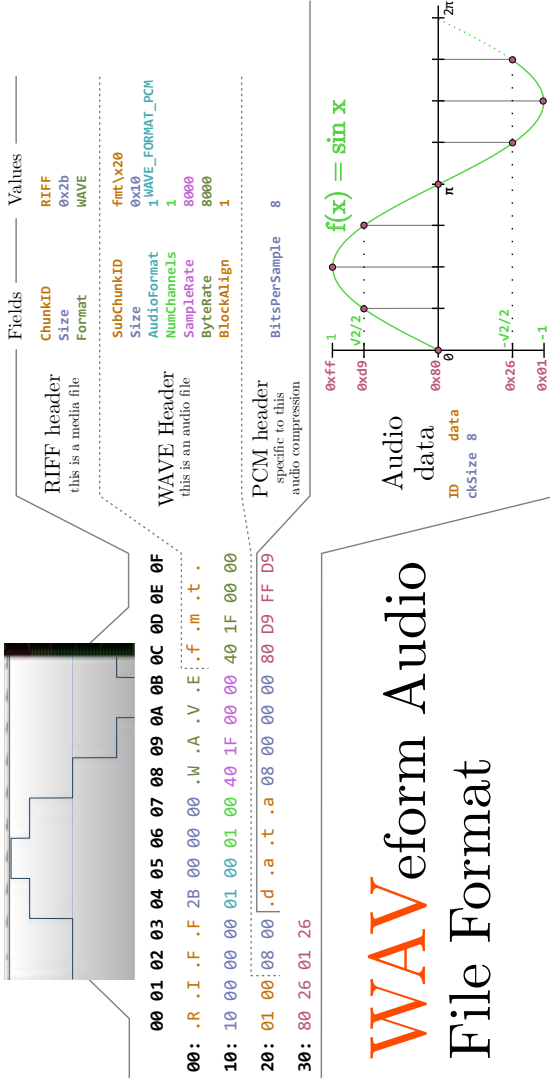 00 01 02 03 04 05 06 07 08 09 0A 0B 0C 0D 0E 0F
00: .R .I .F .F 2B 00 00 00 .W .A .V .E .f .m .t .
10: 10 00 00 00 01 00 01 00 40 1F 00 00 40 1F 00 00
20: 01 00 08 00 .d .a .t .a 08 00 00 00 80 D9 FF D9
30: 80 26 01 26
WAVeform Audio
File Format
Fields Values
RIFF header
this is a media file
ChunkID RIFF
Size 0x2b
Format WAVE
WAVE Header
this is an audio file
SubChunkID fmt\x20
Size 0x10
AudioFormat 1 WAVE_FORMAT_PCM
NumChannels 1
SampleRate 8000
ByteRate 8000
BlockAlign 1
PCM header
specific to this
audio compression
BitsPerSample 8
Audio
data
ID data
ckSize 8
f(x) = sin x
0xff 1
0xd9 √2/2
0x80 0 π 2π
0x26 -√2/2
0x01 -1